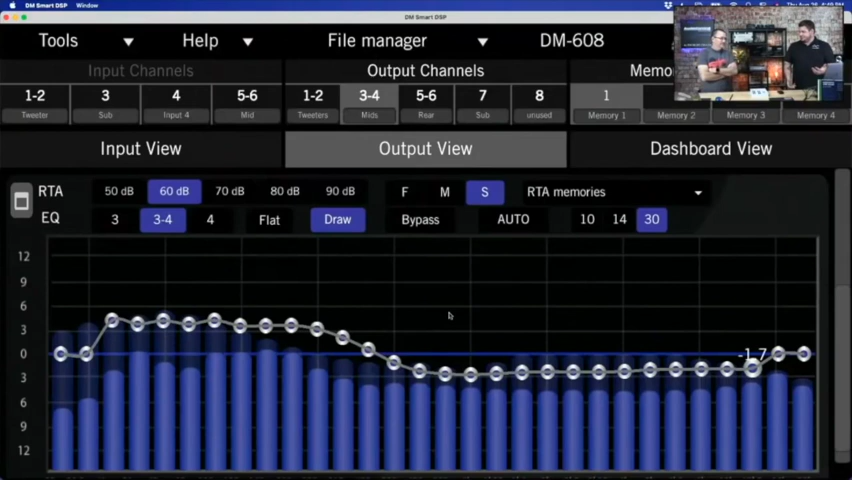 DM Smart DSP Window
DM Smart DSP
Tools Help File manager DM-608
Input Channels Output Channels Memo
1-2 3 4 5-6 1-2 3-4 5-6 7 8 1
Tweeter Sub Input 4 Mid Tweeters Mids Rear Sub unused Memory 1 Memory 2 Memory 3 Memory 4
Input View Output View Dashboard View
RTA 50 dB 60 dB 70 dB 80 dB 90 dB F M S RTA memories
EQ 3 3-4 4 Flat Draw Bypass AUTO 10 14 30
12
9
6
3
0 -1.7
3
6
9
12